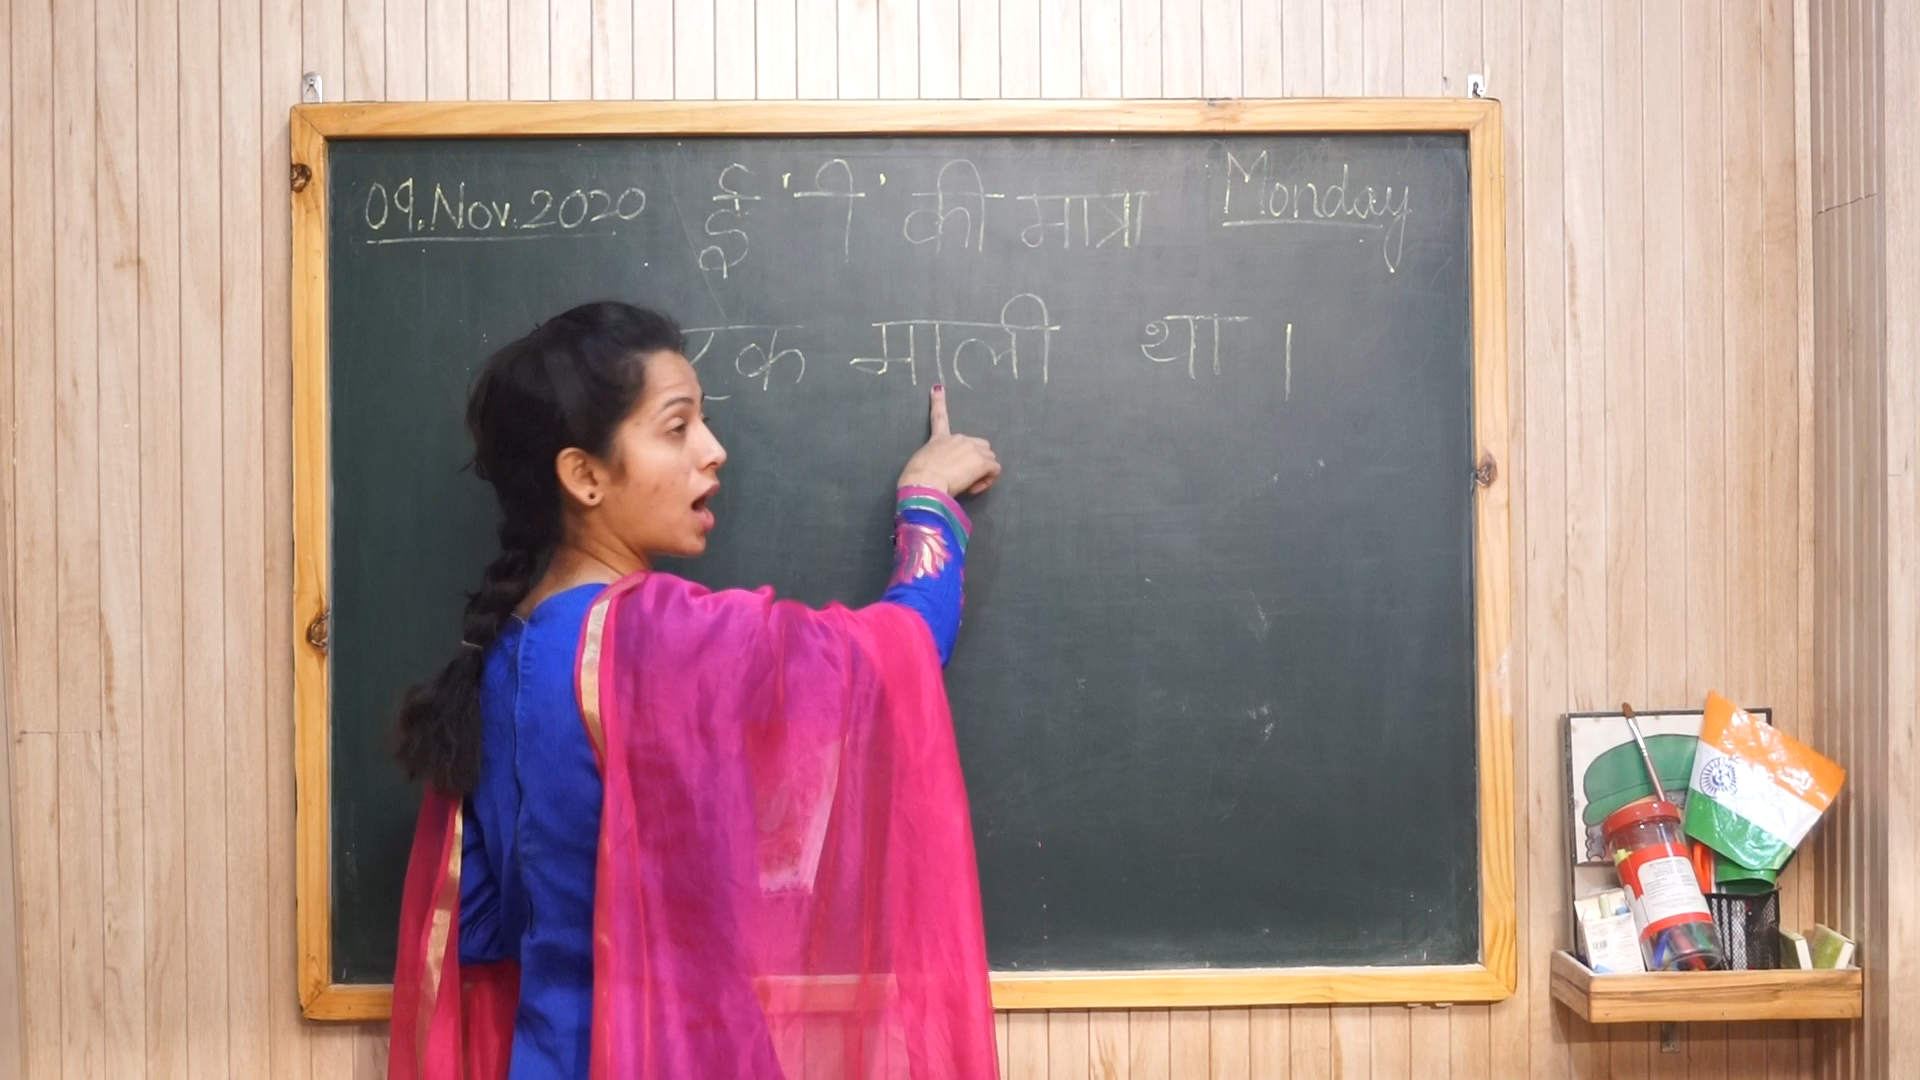 09.Nov.2020 ई 'ी' की मात्रा Monday
एक माली था ।